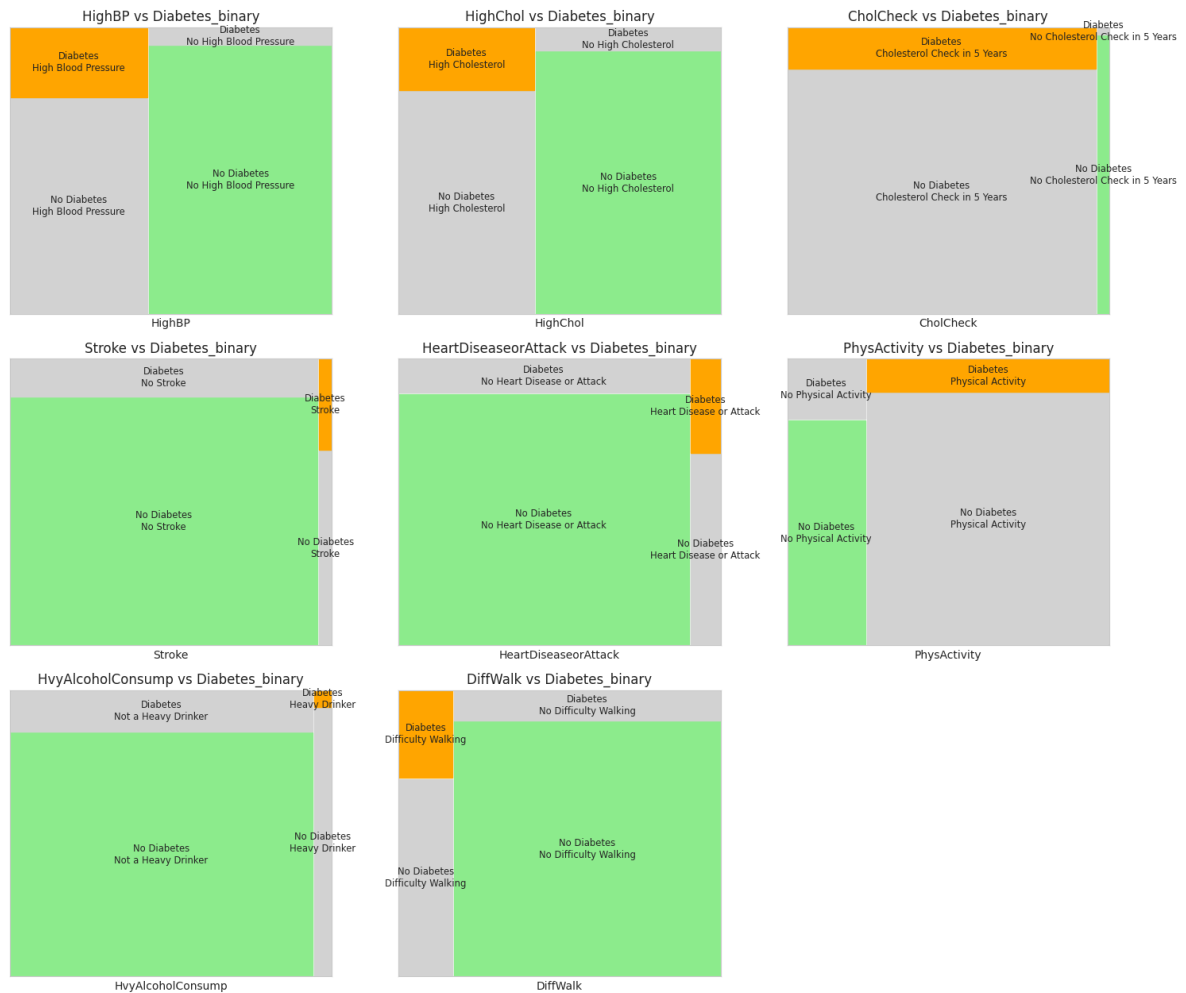 HighBP vs Diabetes_binary
Diabetes
High Blood Pressure
Diabetes
No High Blood Pressure
No Diabetes
High Blood Pressure
No Diabetes
No High Blood Pressure
HighBP
HighChol vs Diabetes_binary
Diabetes
High Cholesterol
Diabetes
No High Cholesterol
No Diabetes
High Cholesterol
No Diabetes
No High Cholesterol
HighChol
CholCheck vs Diabetes_binary
Diabetes
Cholesterol Check in 5 Years
Diabetes
No Cholesterol Check in 5 Years
No Diabetes
Cholesterol Check in 5 Years
No Diabetes
No Cholesterol Check in 5 Years
CholCheck
Stroke vs Diabetes_binary
Diabetes
No Stroke
Diabetes
Stroke
No Diabetes
No Stroke
No Diabetes
Stroke
Stroke
HeartDiseaseorAttack vs Diabetes_binary
Diabetes
No Heart Disease or Attack
Diabetes
Heart Disease or Attack
No Diabetes
No Heart Disease or Attack
No Diabetes
Heart Disease or Attack
HeartDiseaseorAttack
PhysActivity vs Diabetes_binary
Diabetes
No Physical Activity
Diabetes
Physical Activity
No Diabetes
No Physical Activity
No Diabetes
Physical Activity
PhysActivity
HvyAlcoholConsump vs Diabetes_binary
Diabetes
Not a Heavy Drinker
Diabetes
Heavy Drinker
No Diabetes
Not a Heavy Drinker
No Diabetes
Heavy Drinker
HvyAlcoholConsump
DiffWalk vs Diabetes_binary
Diabetes
Difficulty Walking
Diabetes
No Difficulty Walking
No Diabetes
Difficulty Walking
No Diabetes
No Difficulty Walking
DiffWalk